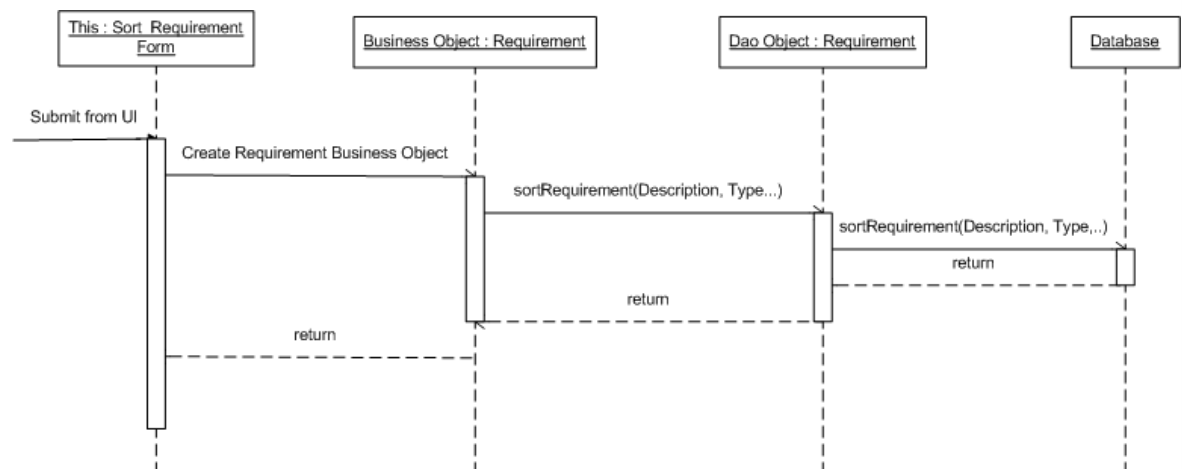 This : Sort Requirement
Form
Business Object : Requirement
Dao Object : Requirement
Database
Submit from UI
Create Requirement Business Object
sortRequirement(Description, Type...)
sortRequirement(Description, Type,..)
return
return
return